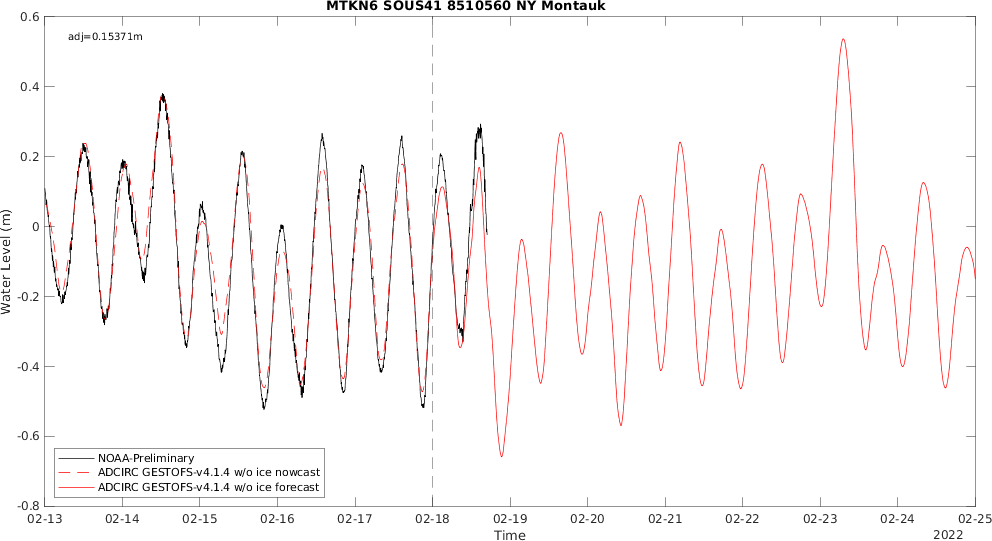 MTKN6 SOUS41 8510560 NY Montauk
adj=0.15371m
0.6
0.4
0.2
0
-0.2
-0.4
-0.6
-0.8
Water Level (m)
NOAA-Preliminary
ADCIRC GESTOFS-v4.1.4 w/o ice nowcast
ADCIRC GESTOFS-v4.1.4 w/o ice forecast
02-13 02-14 02-15 02-16 02-17 02-18 02-19 02-20 02-21 02-22 02-23 02-24 02-25
Time
2022